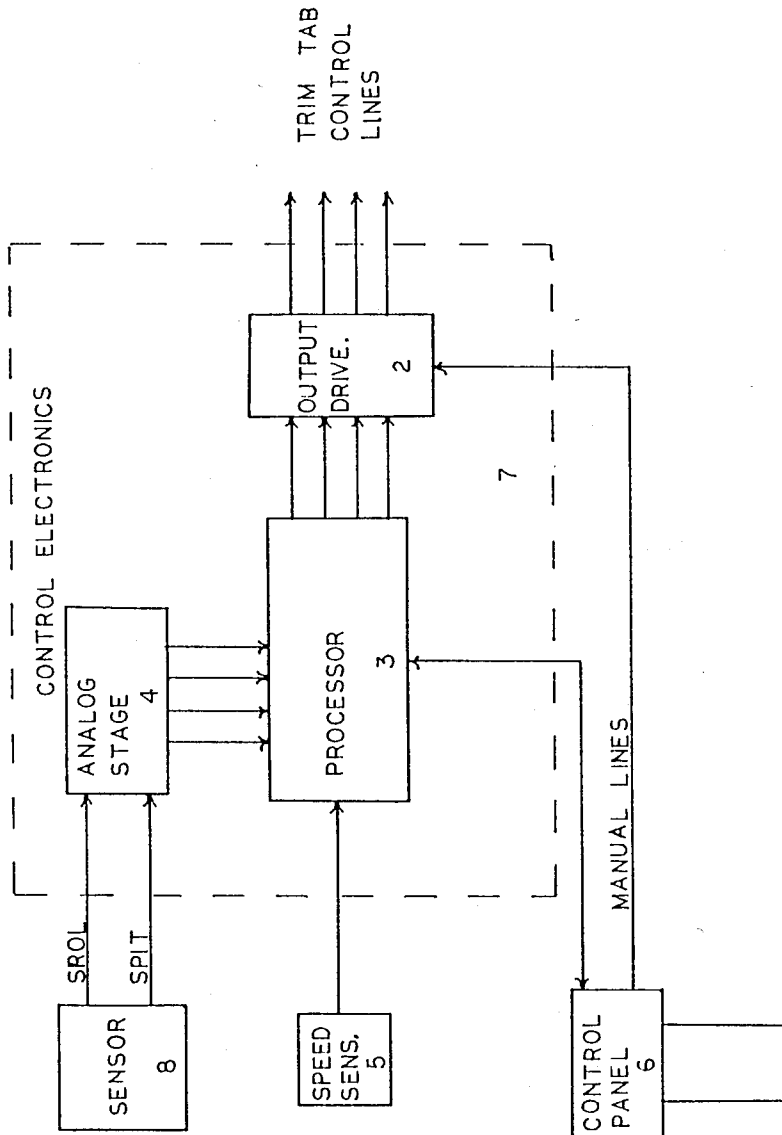 CONTROL ELECTRONICS
SENSOR
8
SROL
SPIT
ANALOG
STAGE
4
SPEED
SENS.
5
PROCESSOR
3
OUTPUT
DRIVE.
2
TRIM TAB
CONTROL
LINES
7
CONTROL
PANEL
6
MANUAL LINES